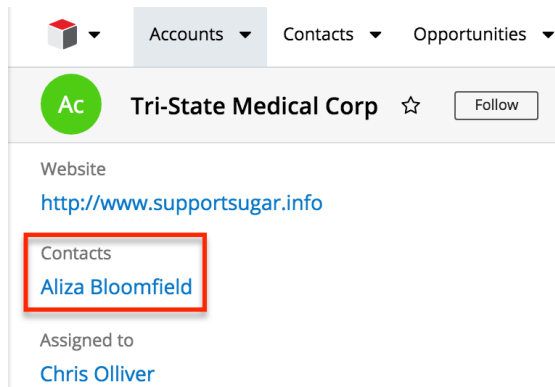 Accounts Contacts Opportunities
Ac Tri-State Medical Corp Follow
Website
http://www.supportsugar.info
Contacts
Aliza Bloomfield
Assigned to
Chris Olliver